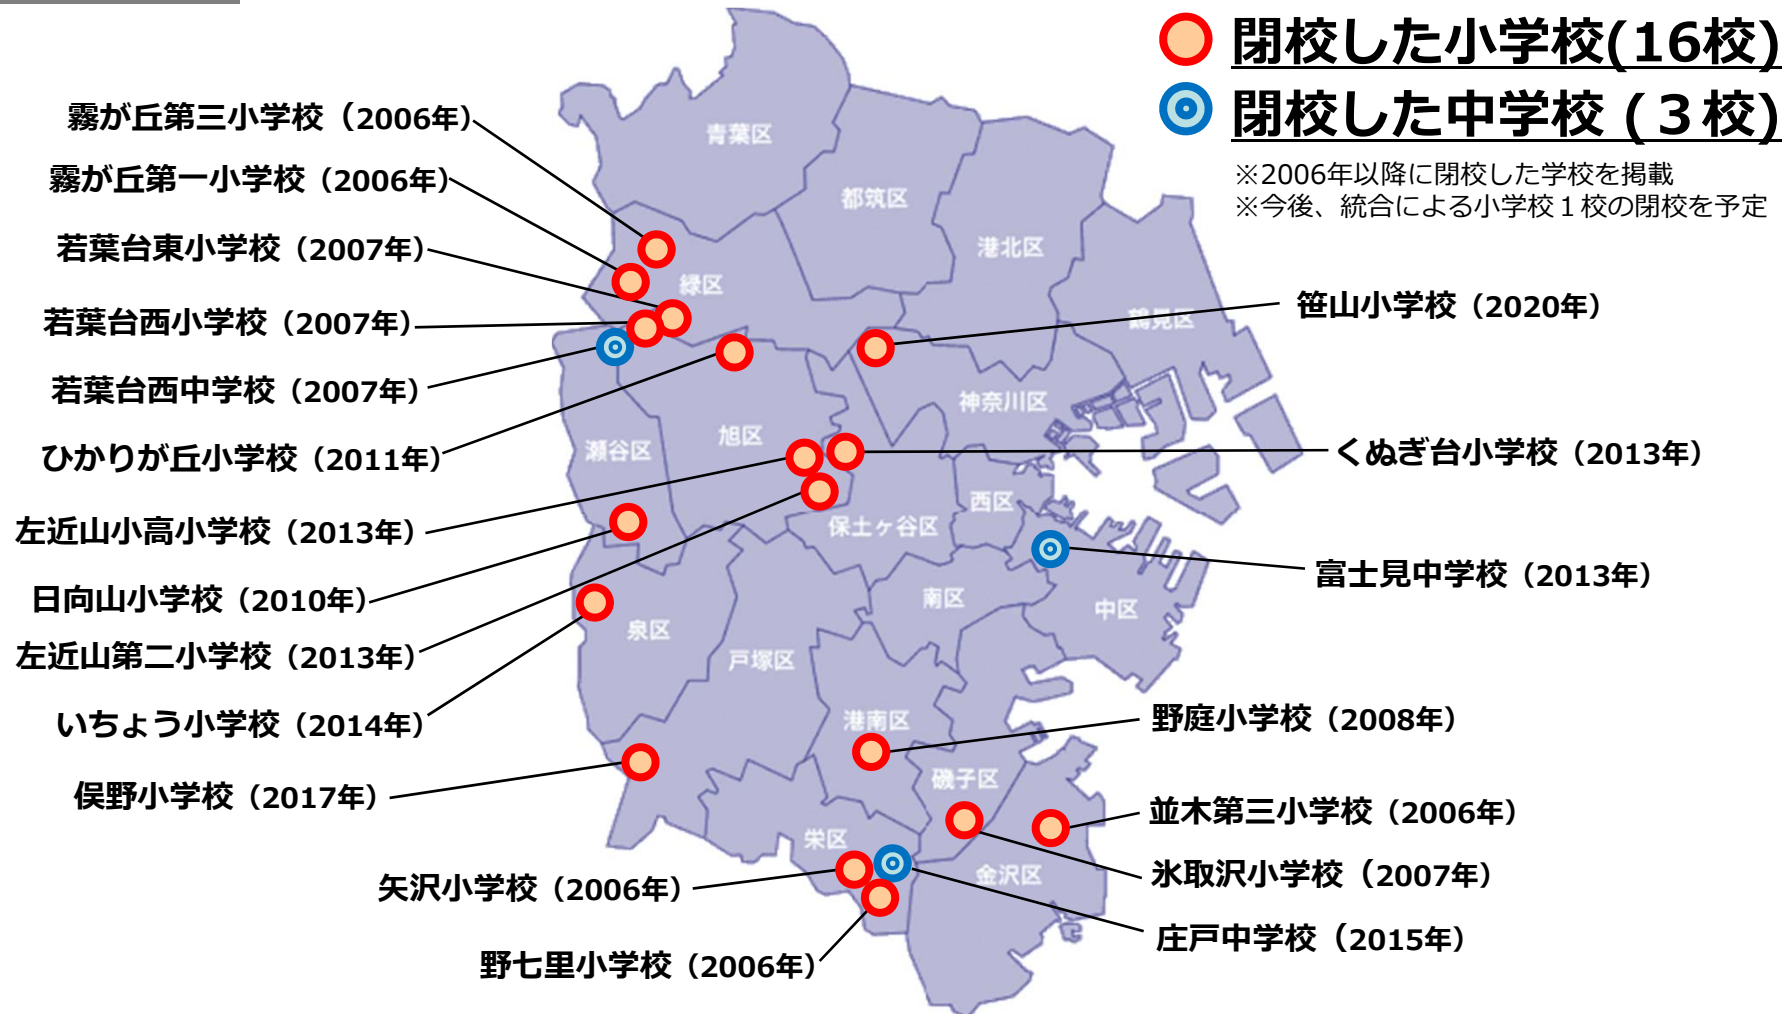 閉校した小学校(16校)
閉校した中学校(３校)
※2006年以降に閉校した学校を掲載
※今後、統合による小学校１校の閉校を予定
霧が丘第三小学校（2006年）
霧が丘第一小学校（2006年）
若葉台東小学校（2007年）
若葉台西小学校（2007年）
若葉台西中学校（2007年）
ひかりが丘小学校（2011年）
左近山小高小学校（2013年）
日向山小学校（2010年）
左近山第二小学校（2013年）
いちょう小学校（2014年）
俣野小学校（2017年）
矢沢小学校（2006年）
野七里小学校（2006年）
笹山小学校（2020年）
くぬぎ台小学校（2013年）
富士見中学校（2013年）
野庭小学校（2008年）
並木第三小学校（2006年）
氷取沢小学校（2007年）
庄戸中学校（2015年）
青葉区
都筑区
港北区
緑区
鶴見区
神奈川区
瀬谷区
旭区
西区
保土ヶ谷区
南区
中区
泉区
戸塚区
港南区
磯子区
栄区
金沢区